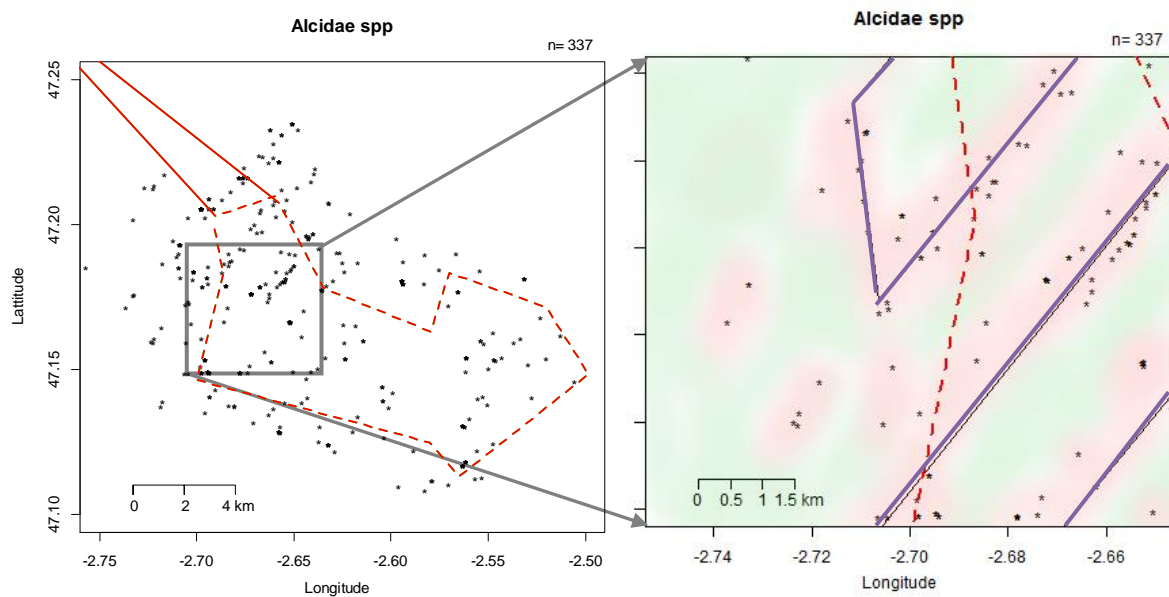 Alcidae spp
n= 337
47.25
47.20
47.15
47.10
Lattitude
0 2 4 km
-2.75 -2.70 -2.65 -2.60 -2.55 -2.50
Longitude
Alcidae spp
n= 337
0 0.5 1 1.5 km
-2.74 -2.72 -2.70 -2.68 -2.66
Longitude